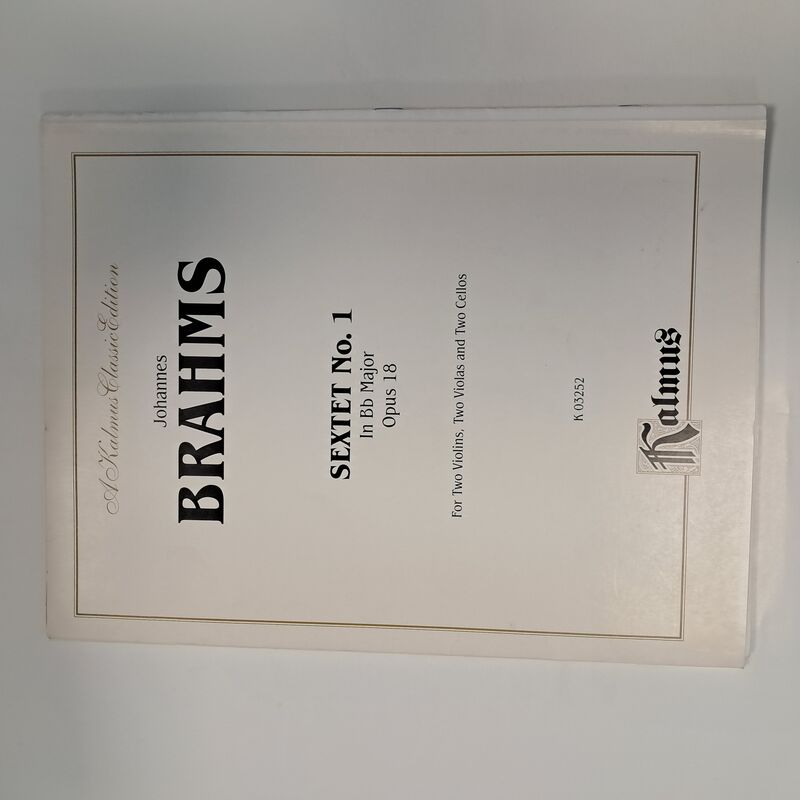 A Kalmus Classic Edition
Johannes
BRAHMS
SEXTET No. 1
In Bb Major
Opus 18
For Two Violins, Two Violas and Two Cellos
K 03252
Kalmus